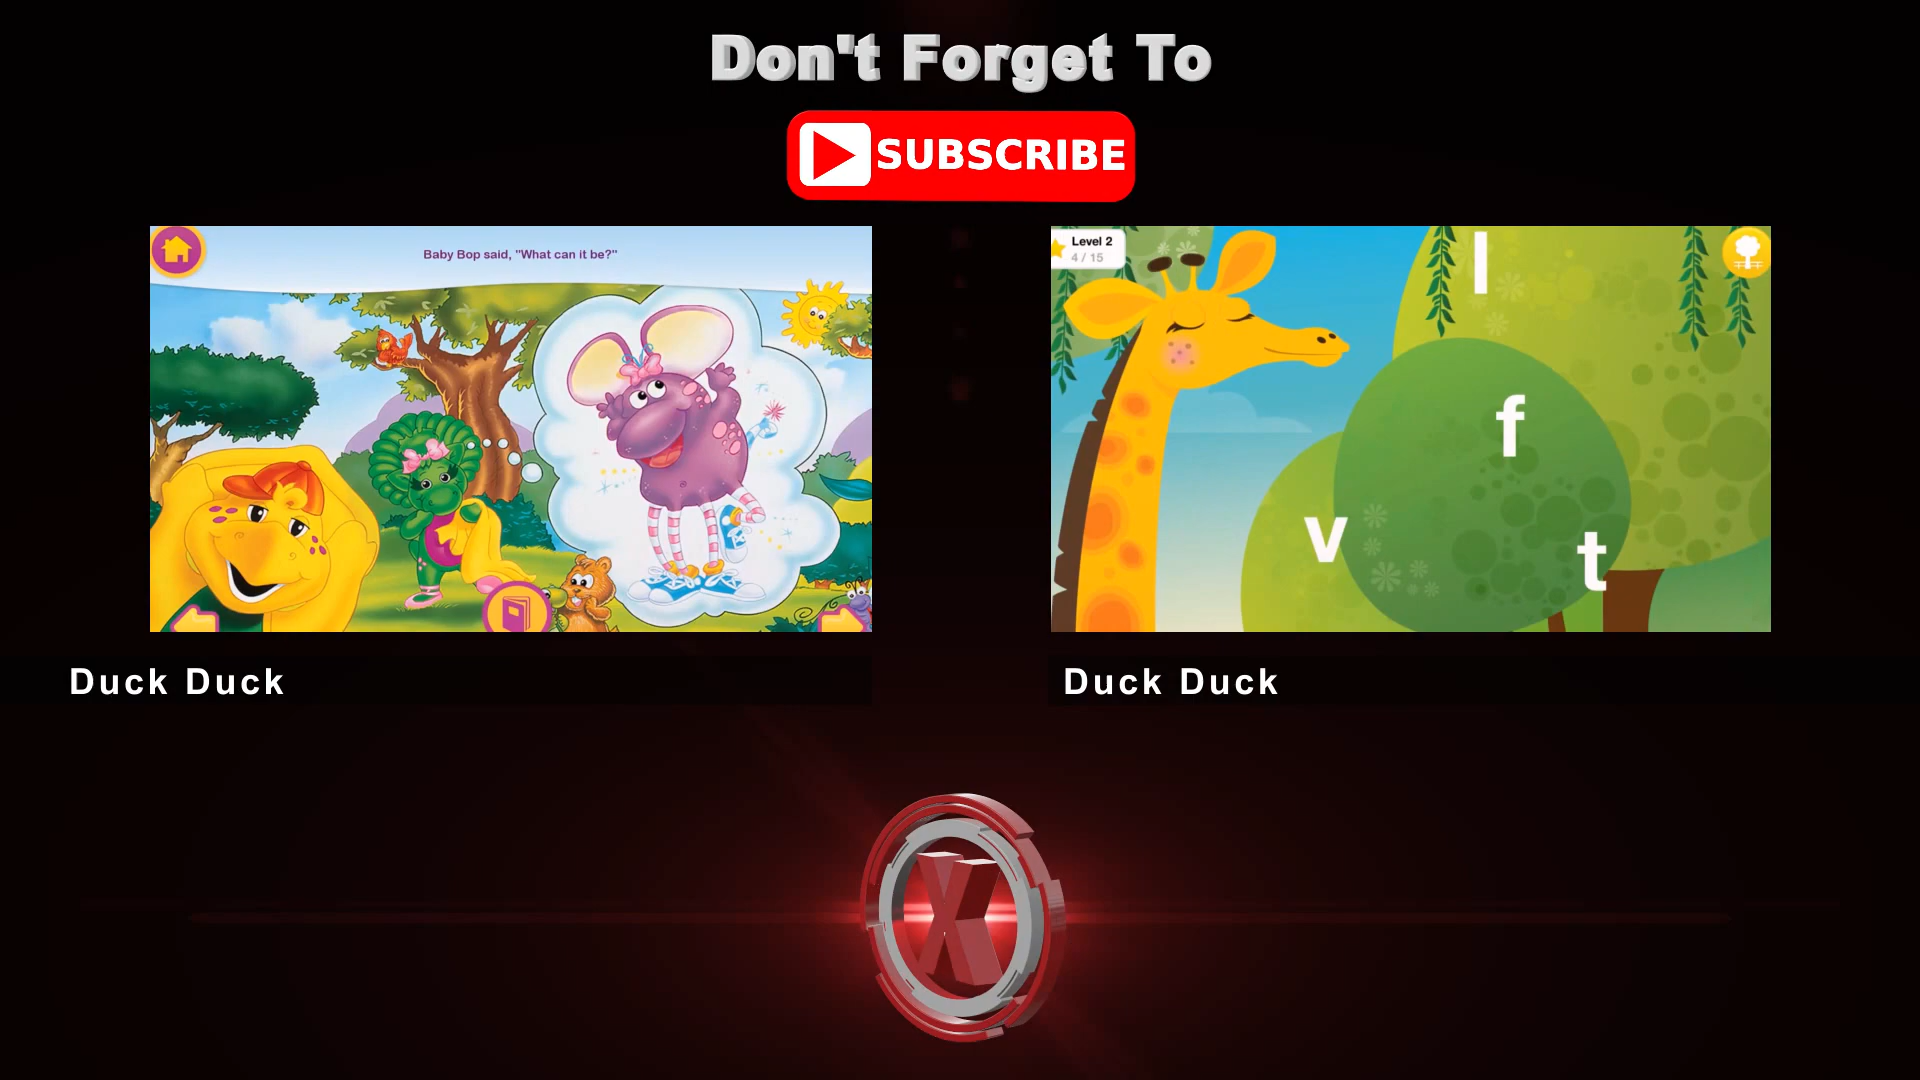 Don't Forget To
SUBSCRIBE
Baby Bop said, "What can it be?"
Level 2
4 / 15
l
f
v
t
Duck Duck
Duck Duck
X